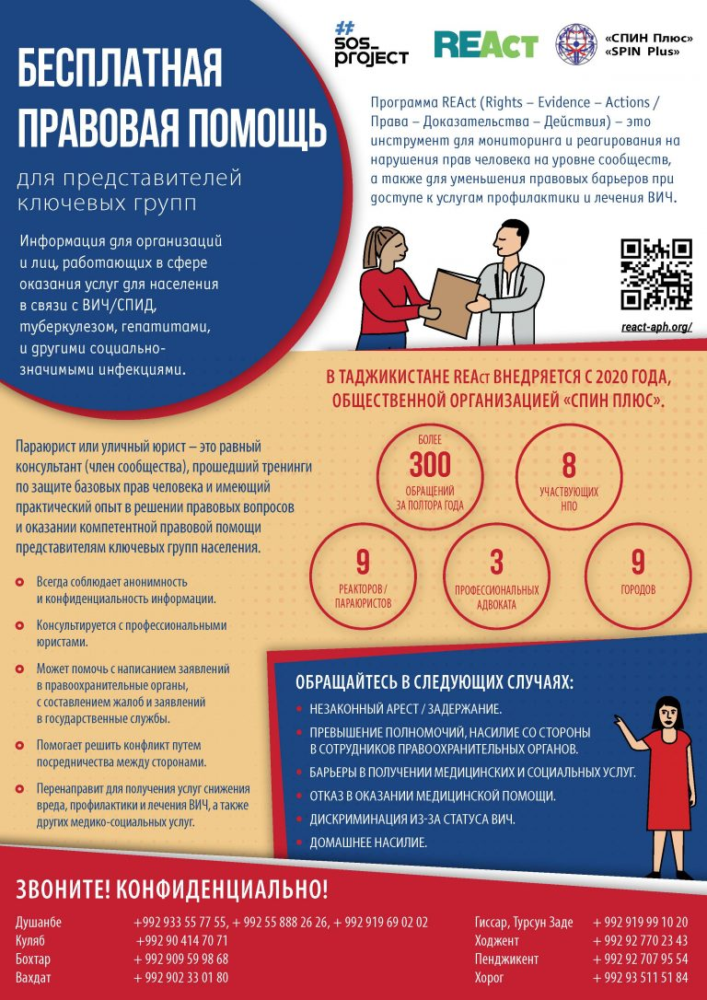 ##
SOS_
PROJECT
REAct
«СПИН Плюс»
«SPIN Plus»
БЕСПЛАТНАЯ
ПРАВОВАЯ ПОМОЩЬ
для представителей
ключевых групп
Информация для организаций
и лиц, работающих в сфере
оказания услуг для населения
в связи с ВИЧ/СПИД,
туберкулезом, гепатитами,
и другими социально-
значимыми инфекциями.
Программа REAct (Rights – Evidence – Actions /
Права – Доказательства – Действия) – это
инструмент для мониторинга и реагирования на
нарушения прав человека на уровне сообществ,
а также для уменьшения правовых барьеров при
доступе к услугам профилактики и лечения ВИЧ.
react-aph.org/
В ТАДЖИКИСТАНЕ REAct ВНЕДРЯЕТСЯ С 2020 ГОДА,
ОБЩЕСТВЕННОЙ ОРГАНИЗАЦИЕЙ «СПИН ПЛЮС».
БОЛЕЕ
300
ОБРАЩЕНИЙ
ЗА ПОЛТОРА ГОДА
8
УЧАСТВУЮЩИХ
НПО
9
РЕАКТОРОВ /
ПАРАЮРИСТОВ
3
ПРОФЕССИОНАЛЬНЫХ
АДВОКАТА
9
ГОРОДОВ
Параюрист или уличный юрист – это равный
консультант (член сообщества), прошедший тренинги
по защите базовых прав человека и имеющий
практический опыт в решении правовых вопросов
и оказании компетентной правовой помощи
представителям ключевых групп населения.
Всегда соблюдает анонимность
и конфиденциальность информации.
Консультируется с профессиональными
юристами.
Может помочь с написанием заявлений
в правоохранительные органы,
с составлением жалоб и заявлений
в государственные службы.
Помогает решить конфликт путем
посредничества между сторонами.
Перенаправит для получения услуг снижения
вреда, профилактики и лечения ВИЧ, а также
других медико-социальных услуг.
ОБРАЩАЙТЕСЬ В СЛЕДУЮЩИХ СЛУЧАЯХ:
• НЕЗАКОННЫЙ АРЕСТ / ЗАДЕРЖАНИЕ.
• ПРЕВЫШЕНИЕ ПОЛНОМОЧИЙ, НАСИЛИЕ СО СТОРОНЫ
В СОТРУДНИКОВ ПРАВООХРАНИТЕЛЬНЫХ ОРГАНОВ.
• БАРЬЕРЫ В ПОЛУЧЕНИИ МЕДИЦИНСКИХ И СОЦИАЛЬНЫХ УСЛУГ.
• ОТКАЗ В ОКАЗАНИИ МЕДИЦИНСКОЙ ПОМОЩИ.
• ДИСКРИМИНАЦИЯ ИЗ-ЗА СТАТУСА ВИЧ.
• ДОМАШНЕЕ НАСИЛИЕ.
ЗВОНИТЕ! КОНФИДЕНЦИАЛЬНО!
Душанбе +992 933 55 77 55, + 992 55 888 26 26, + 992 919 69 02 02
Куляб +992 90 414 70 71
Бохтар + 992 909 59 98 68
Вахдат + 992 902 33 01 80
Гиссар, Турсун Заде + 992 919 99 10 20
Ходжент + 992 92 770 23 43
Пенджикент + 992 92 707 95 54
Хорог + 992 93 511 51 84